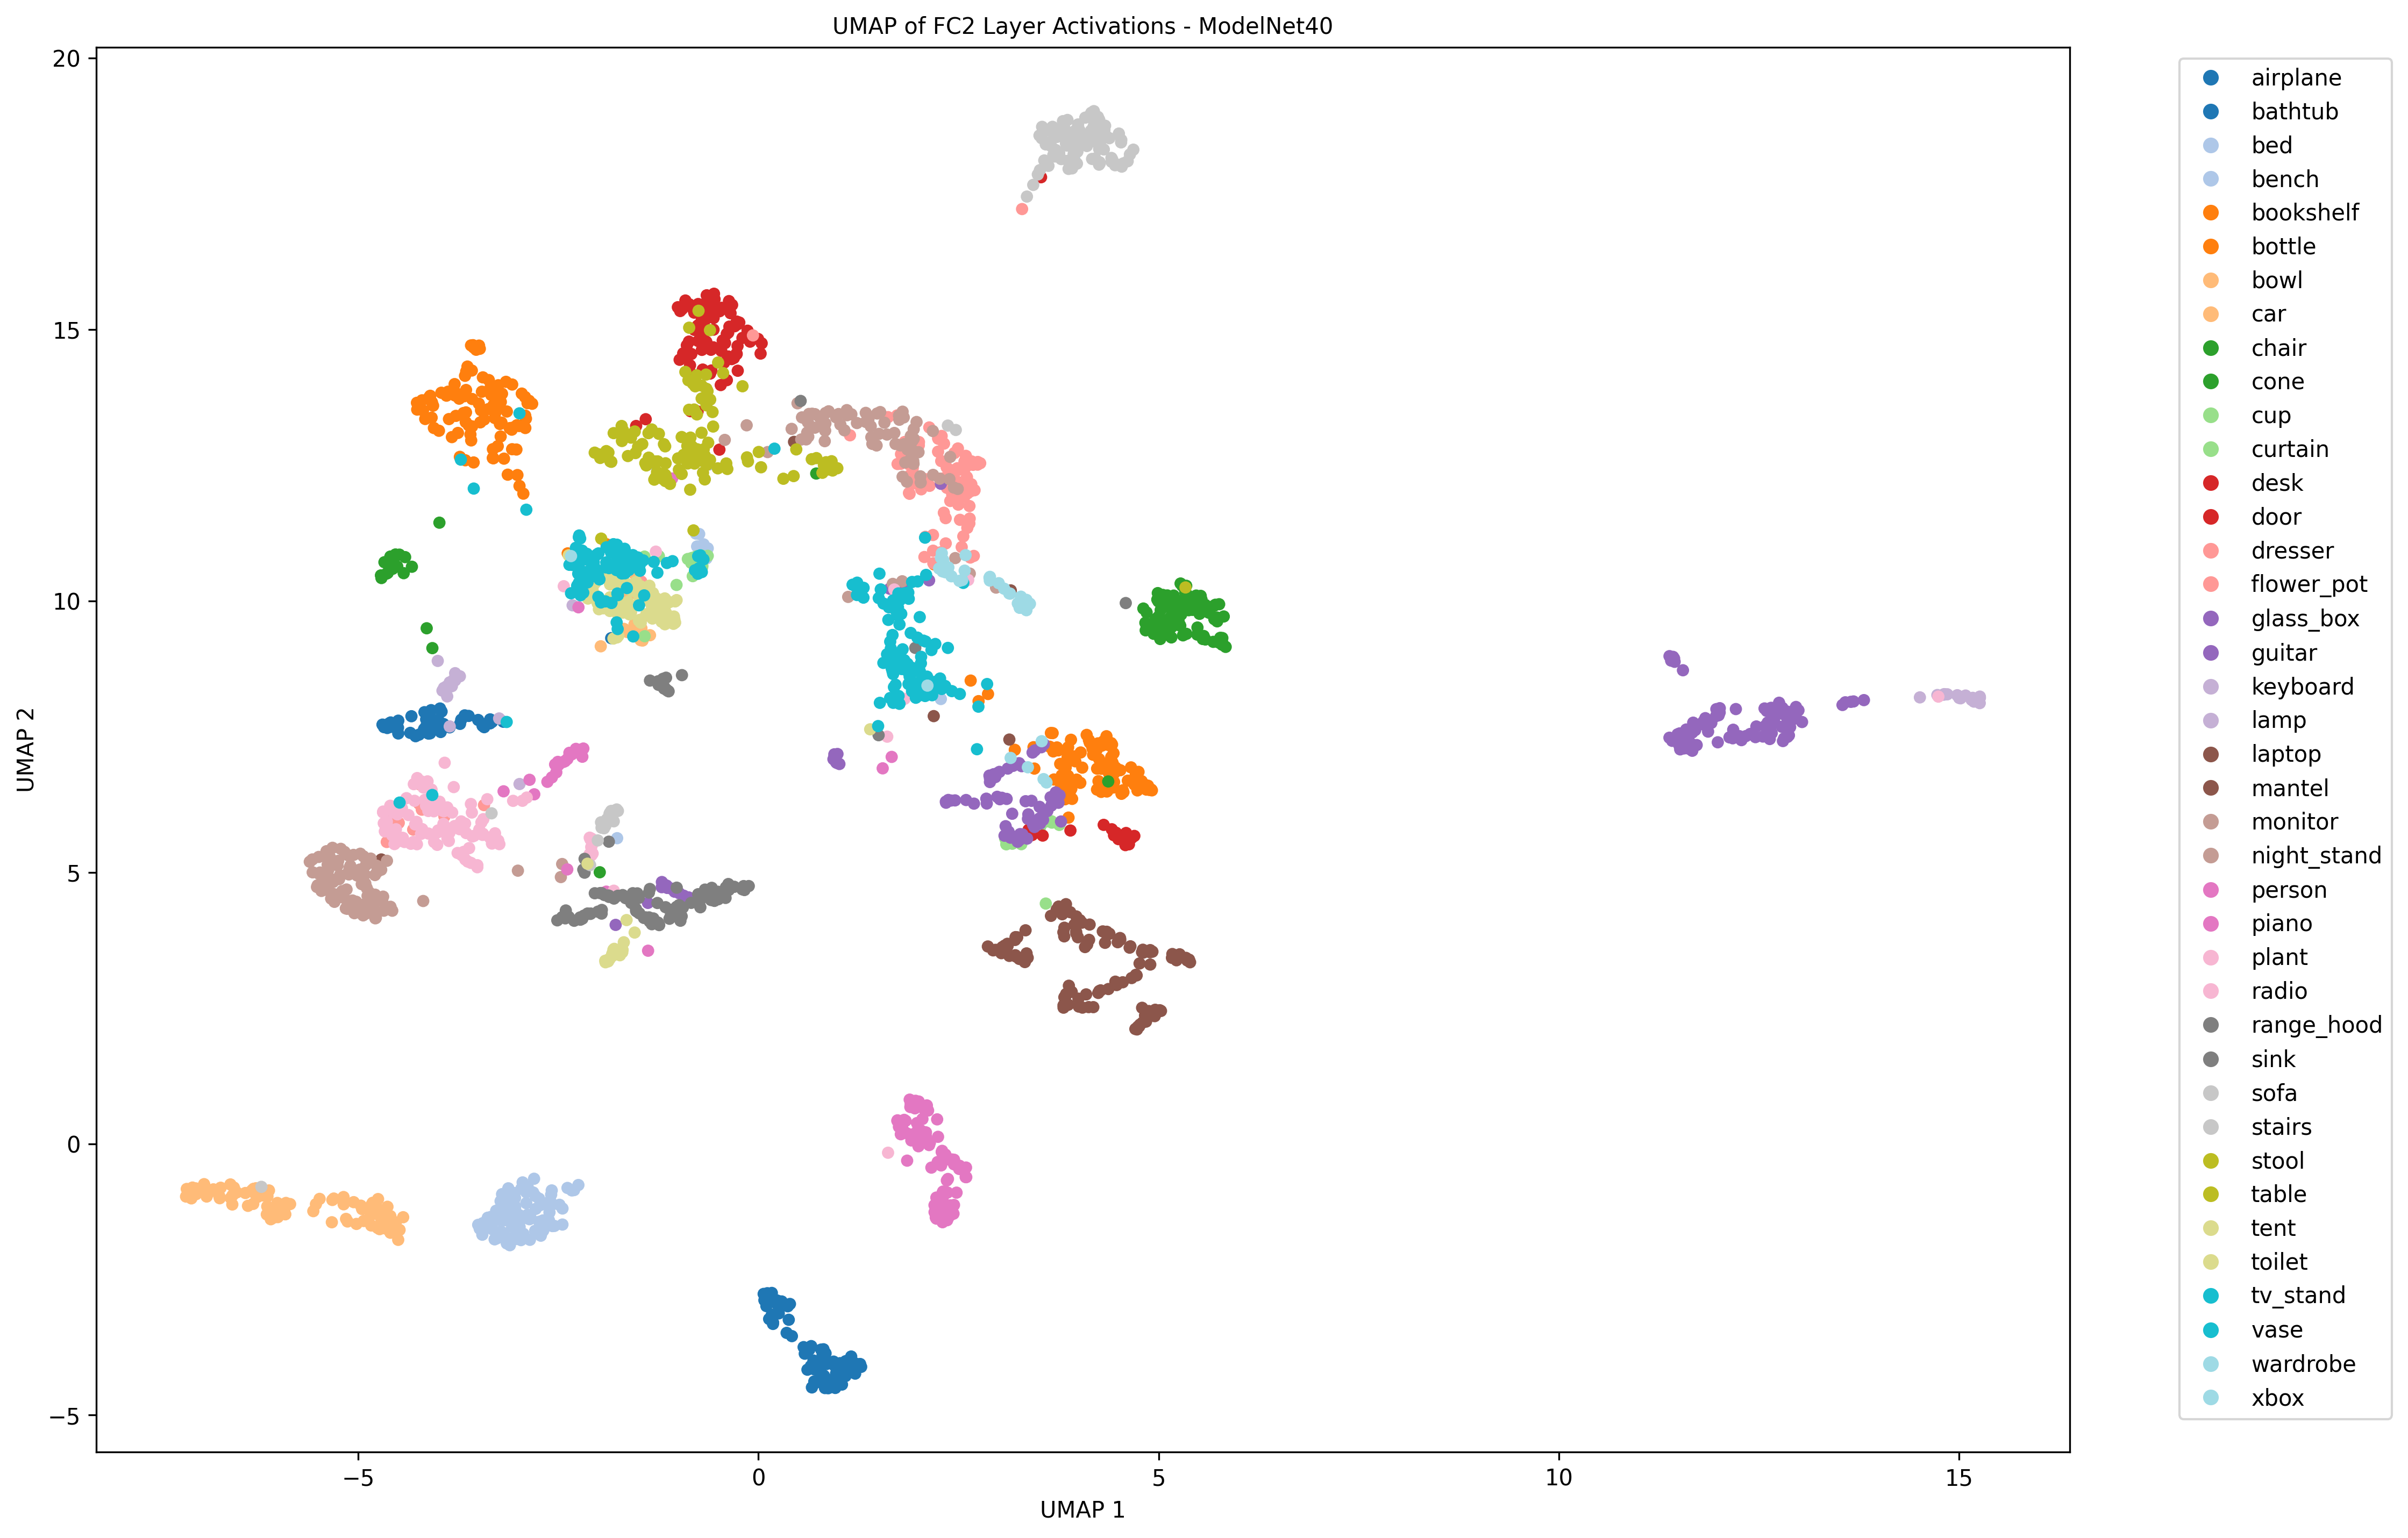 UMAP of FC2 Layer Activations - ModelNet40
20
15
10
5
0
−5
UMAP 2
−5
0
5
10
15
UMAP 1
airplane
bathtub
bed
bench
bookshelf
bottle
bowl
car
chair
cone
cup
curtain
desk
door
dresser
flower_pot
glass_box
guitar
keyboard
lamp
laptop
mantel
monitor
night_stand
person
piano
plant
radio
range_hood
sink
sofa
stairs
stool
table
tent
toilet
tv_stand
vase
wardrobe
xbox